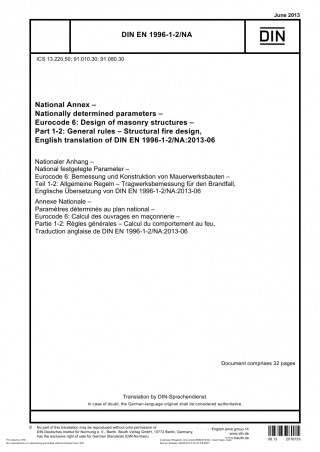 June 2013
DIN EN 1996-1-2/NA
DIN
ICS 13.220.50; 91.010.30; 91.080.30
National Annex –
Nationally determined parameters –
Eurocode 6: Design of masonry structures –
Part 1-2: General rules – Structural fire design,
English translation of DIN EN 1996-1-2/NA:2013-06
Nationaler Anhang –
National festgelegte Parameter –
Eurocode 6: Bemessung und Konstruktion von Mauerwerksbauten –
Teil 1-2: Allgemeine Regeln – Tragwerksbemessung für den Brandfall,
Englische Übersetzung von DIN EN 1996-1-2/NA:2013-06
Annexe Nationale –
Paramètres déterminés au plan national –
Eurocode 6: Calcul des ouvrages en maçonnerie –
Partie 1-2: Règles générales – Calcul du comportement au feu,
Traduction anglaise de DIN EN 1996-1-2/NA:2013-06
Document comprises 32 pages
Translation by DIN-Sprachendienst.
In case of doubt, the German-language original shall be considered authoritative.
No part of this translation may be reproduced without prior permission of
DIN Deutsches Institut für Normung e. V., Berlin. Beuth Verlag GmbH, 10772 Berlin, Germany,
has the exclusive right of sale for German Standards (DIN-Normen).
English price group 14
www.din.de
www.beuth.de